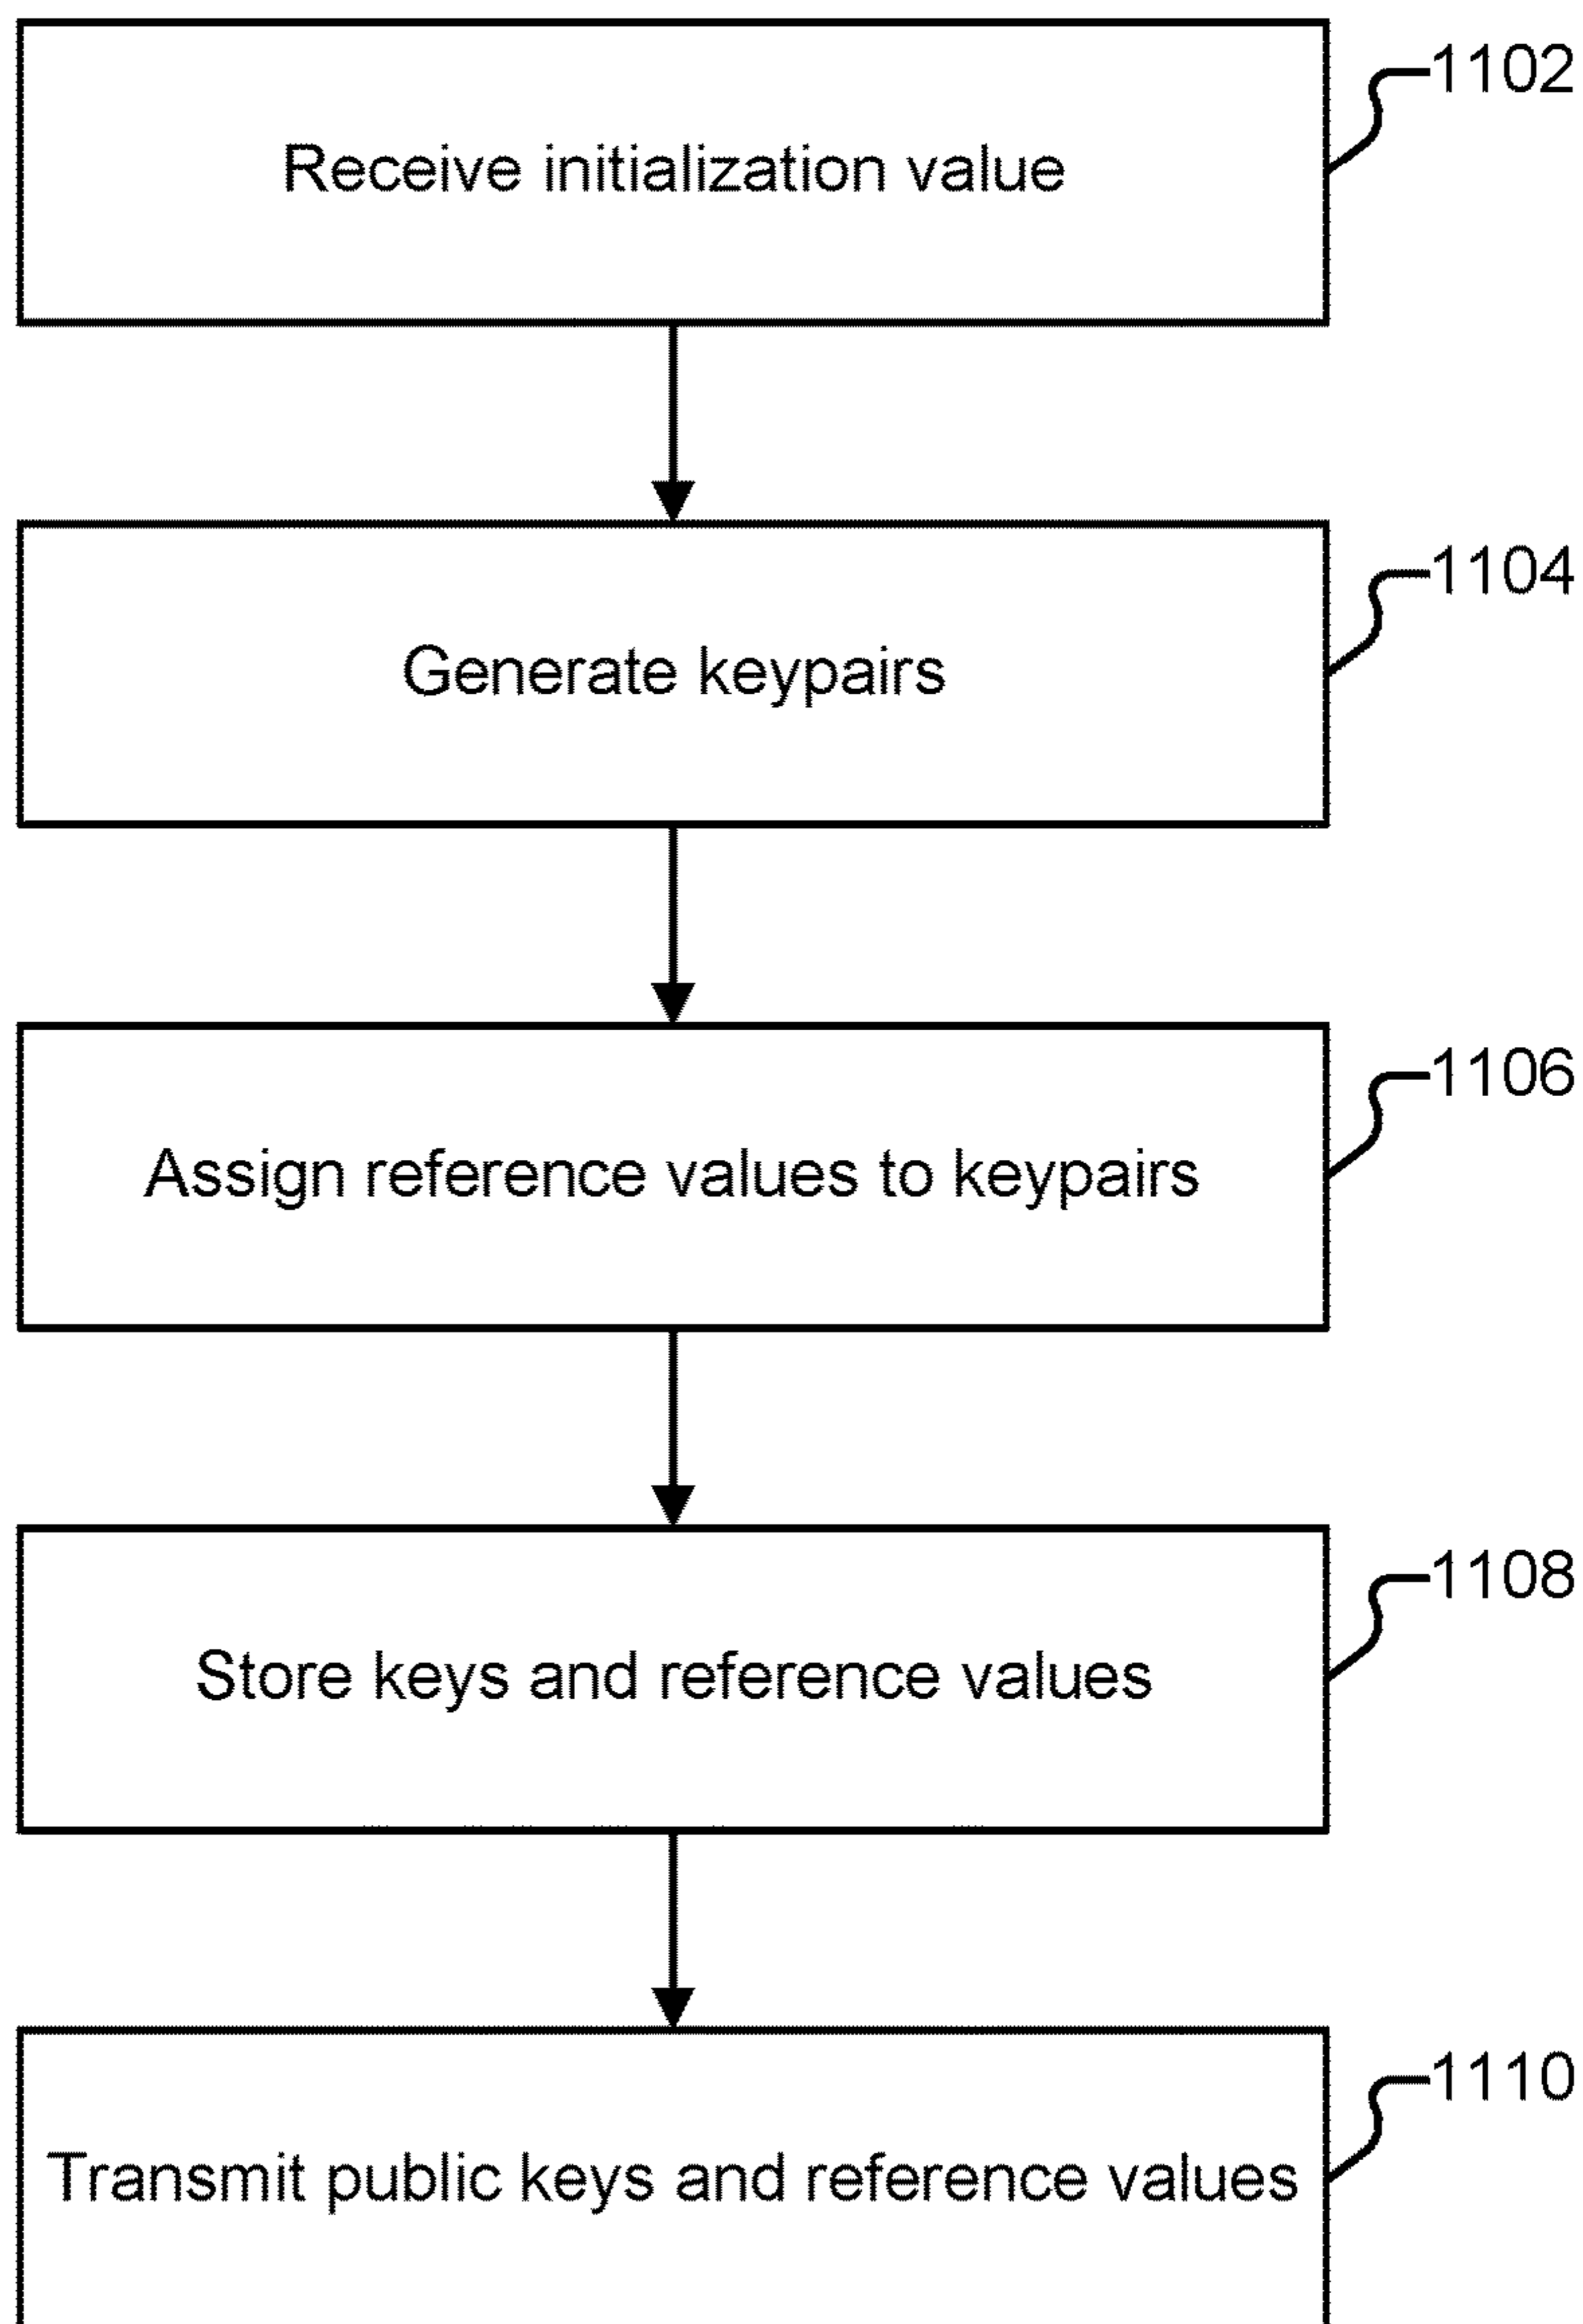 1102
Receive initialization value
1104
Generate keypairs
1106
Assign reference values to keypairs
1108
Store keys and reference values
1110
Transmit public keys and reference values